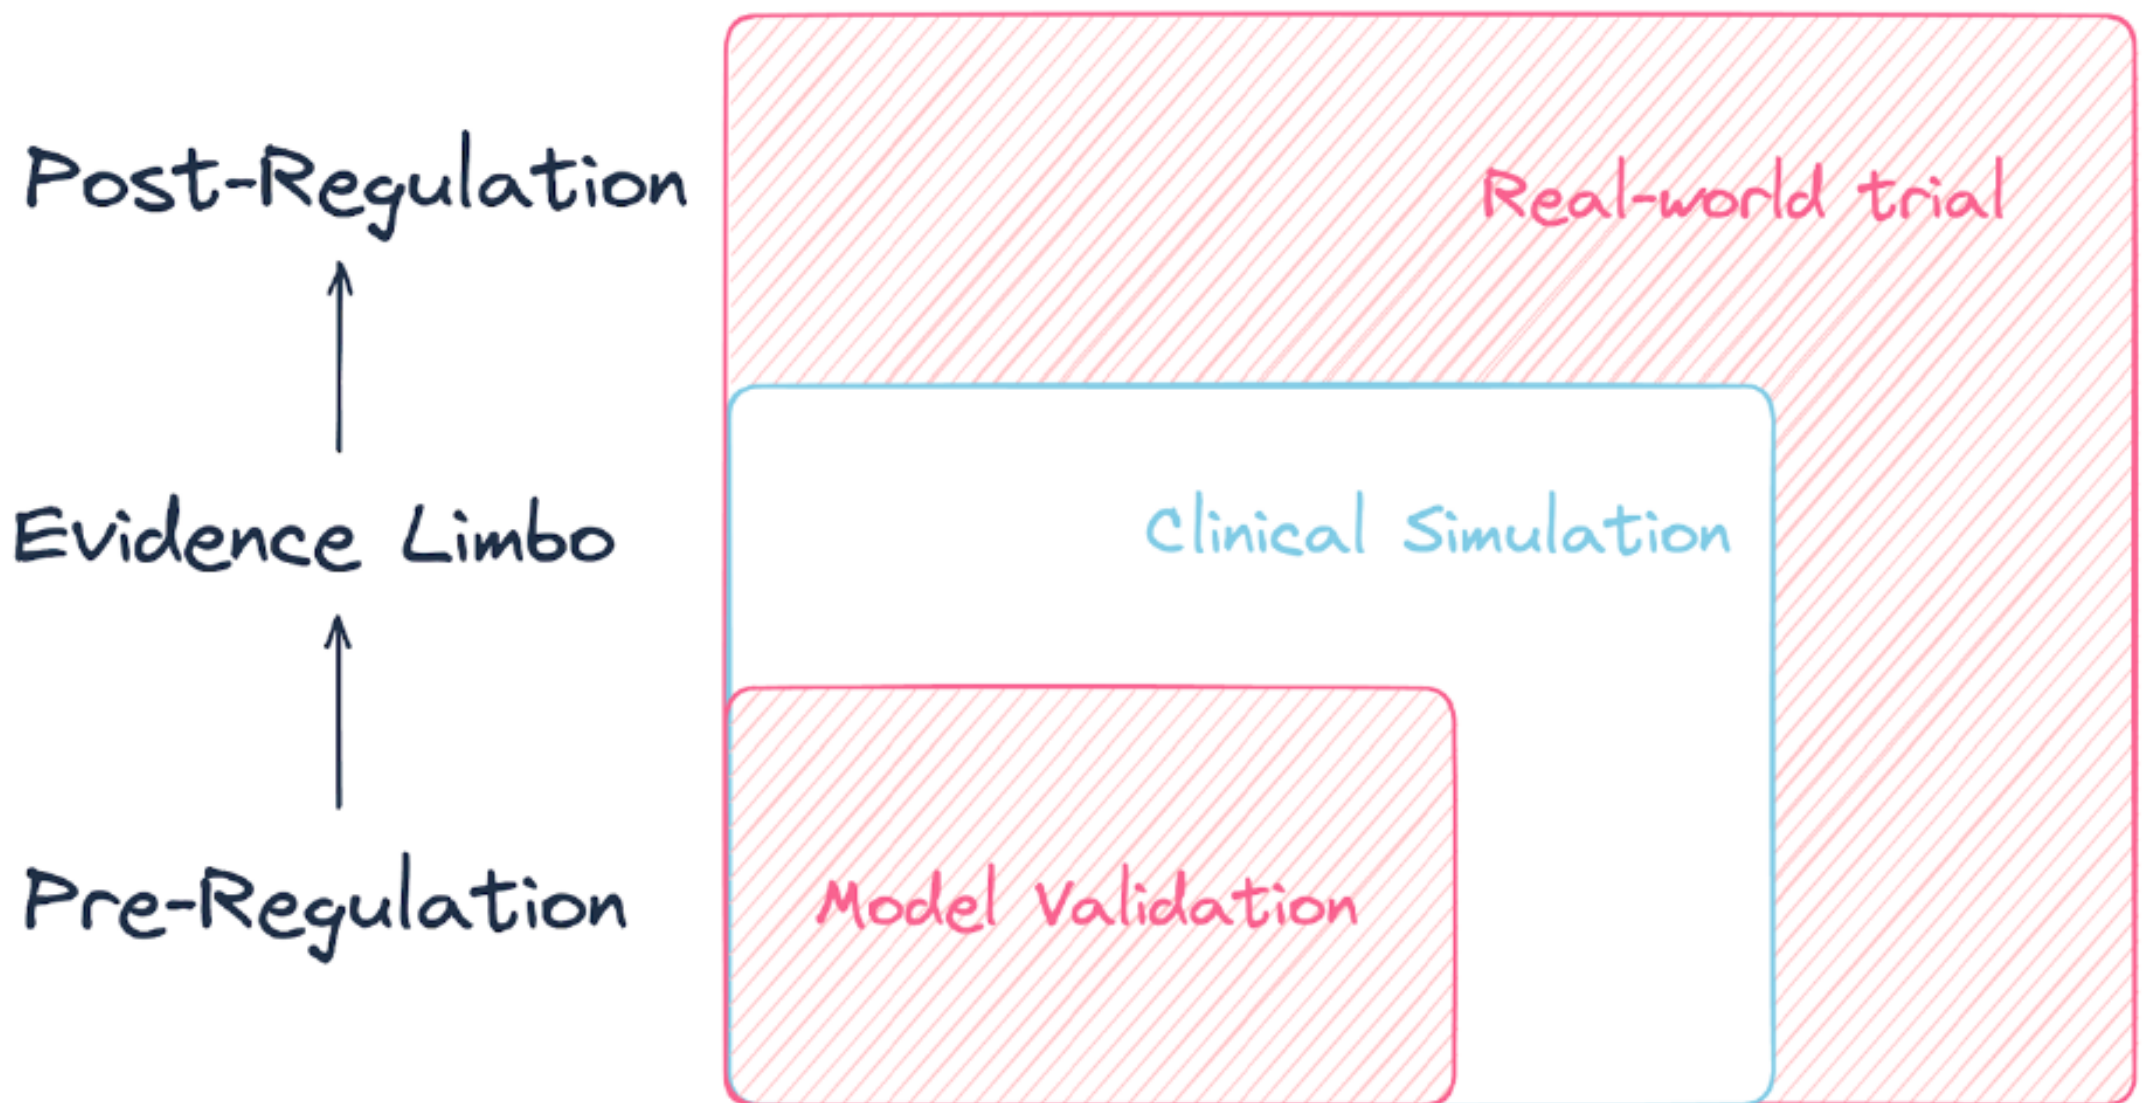 Post-Regulation
Real-world trial
Evidence Limbo
Clinical Simulation
Pre-Regulation
Model Validation